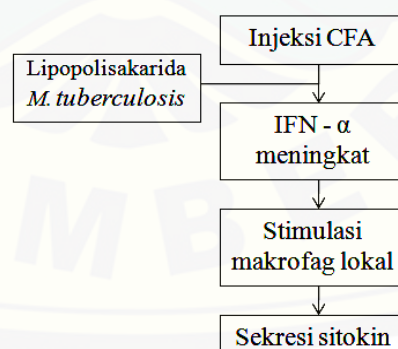 Injeksi CFA
Lipopolisakarida
M. tuberculosis
IFN - α
meningkat
Stimulasi
makrofag lokal
Sekresi sitokin